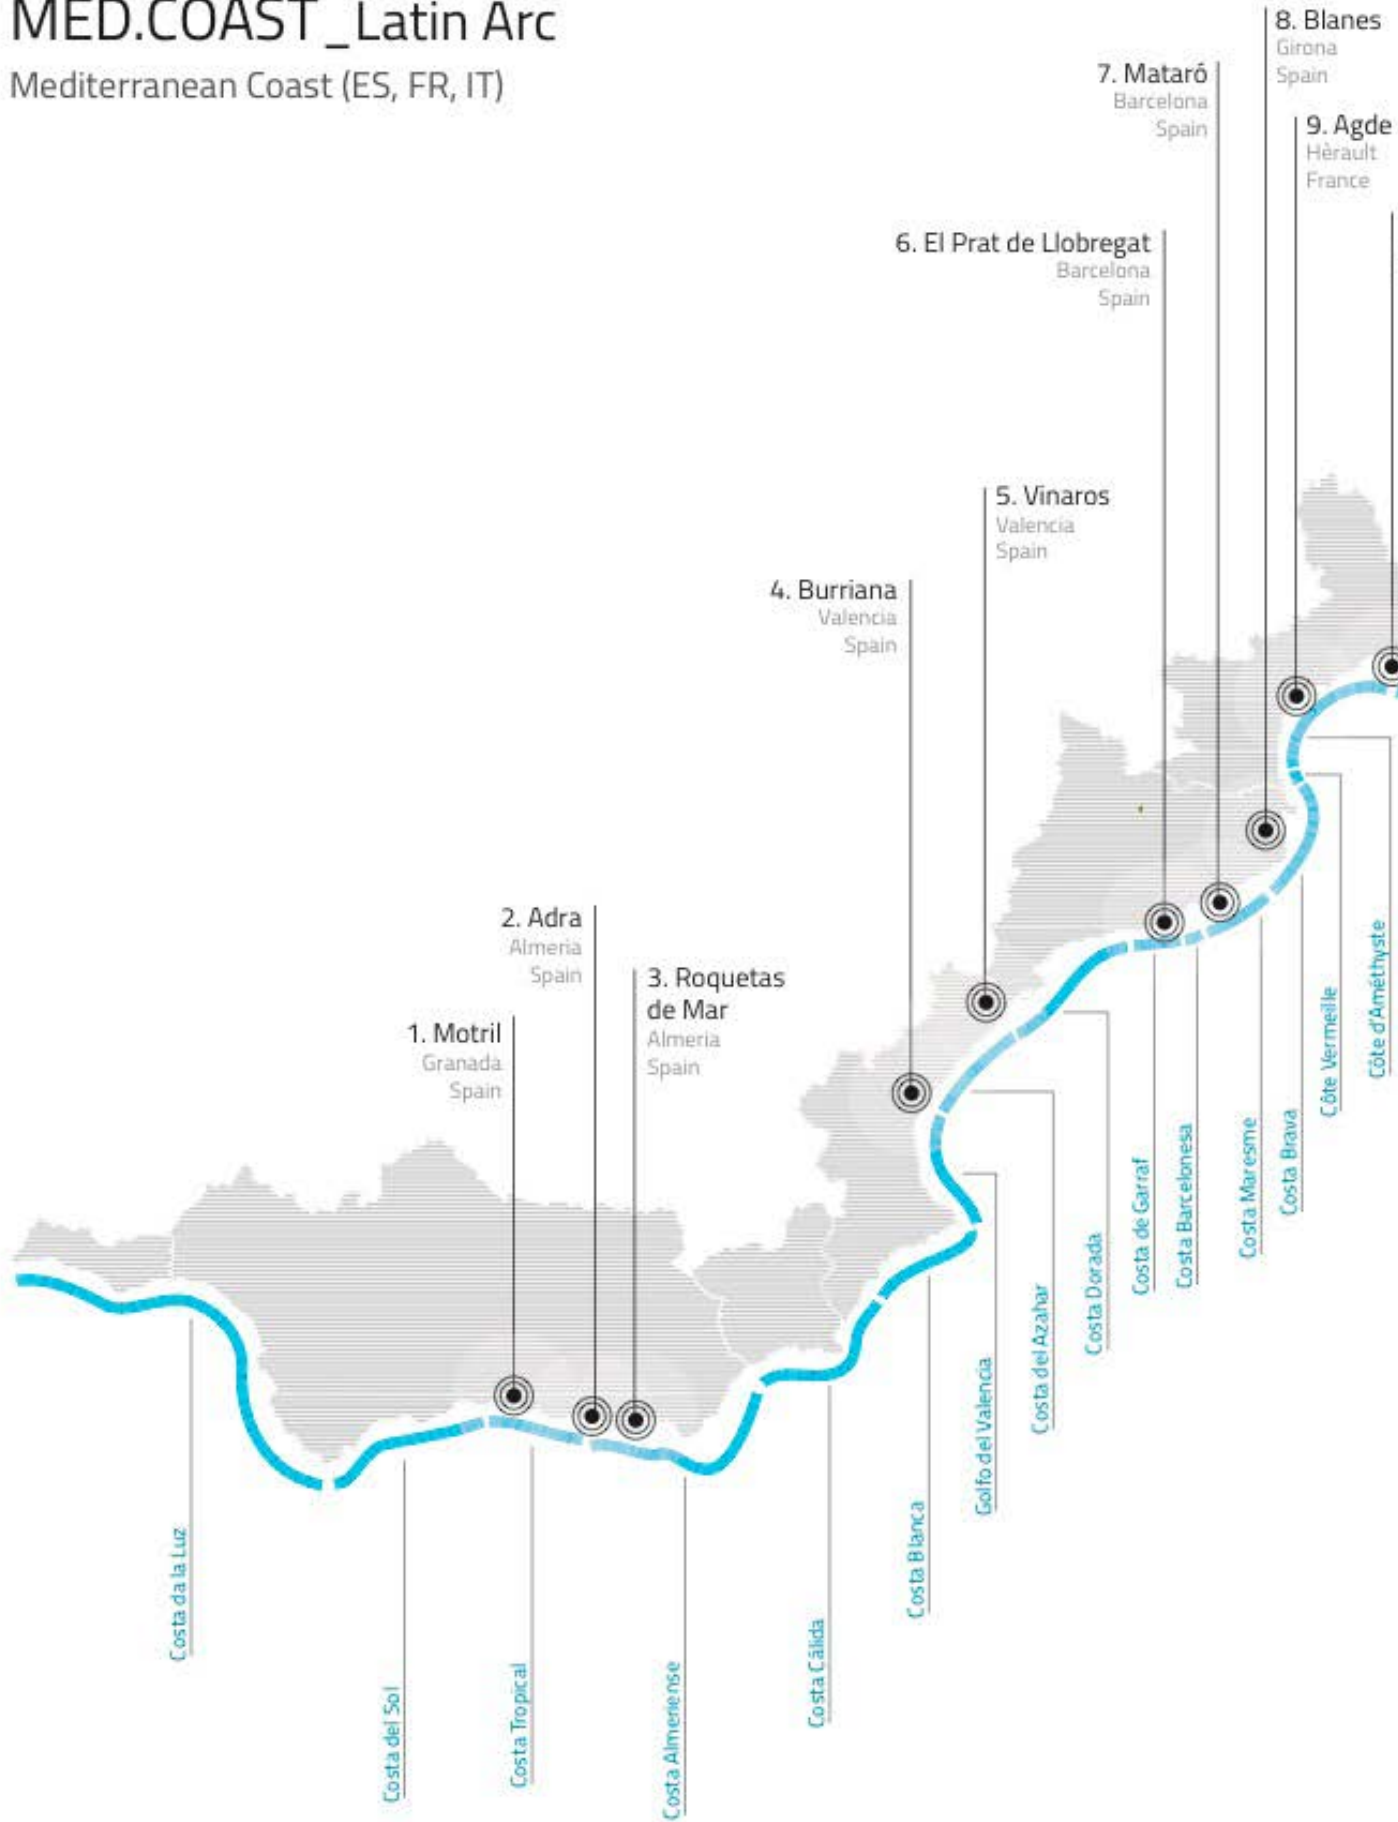 MED.COAST_Latin Arc
Mediterranean Coast (ES, FR, IT)
8. Blanes
Girona
Spain
7. Mataró
Barcelona
Spain
9. Agde
Hèrault
France
6. El Prat de Llobregat
Barcelona
Spain
5. Vinaros
Valencia
Spain
4. Burriana
Valencia
Spain
2. Adra
Almeria
Spain
3. Roquetas
de Mar
Almeria
Spain
1. Motril
Granada
Spain
Costa da la Luz
Costa del Sol
Costa Tropical
Costa Almeriense
Costa Cálida
Costa Blanca
Golfo del Valencia
Costa del Azahar
Costa Dorada
Costa de Garraf
Costa Barcelonesa
Costa Maresme
Costa Brava
Côte Vermeille
Côte d'Améthyste